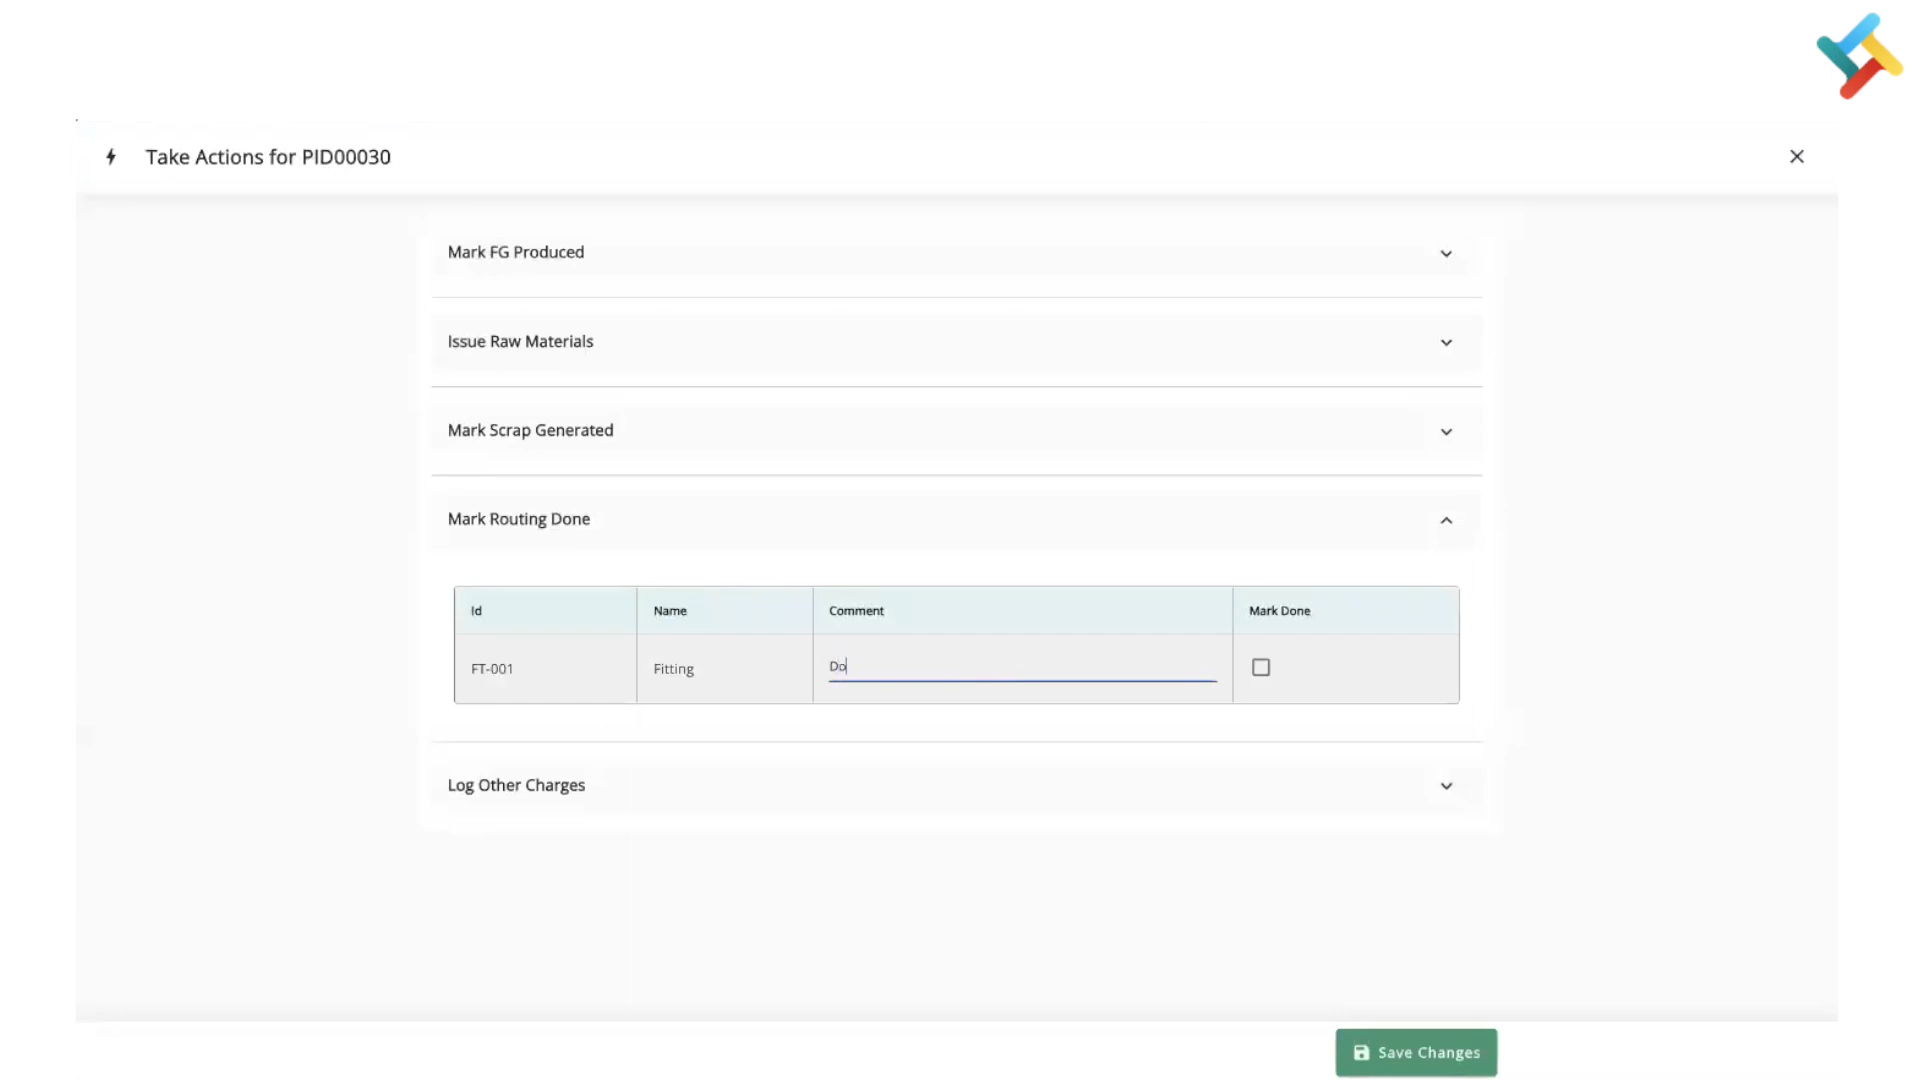 Take Actions for PID00030
Mark FG Produced
Issue Raw Materials
Mark Scrap Generated
Mark Routing Done
Id Name Comment Mark Done
FT-001 Fitting Do
Log Other Charges
Save Changes